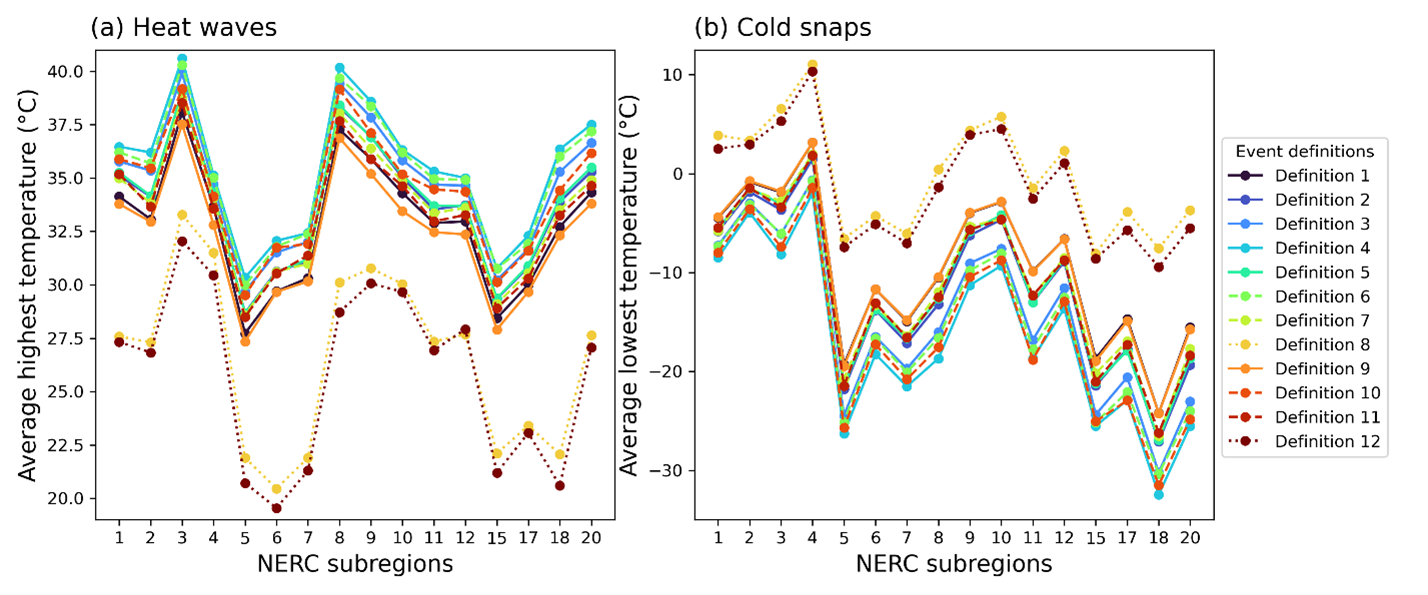 (a) Heat waves
Average highest temperature (°C)
40.0
37.5
35.0
32.5
30.0
27.5
25.0
22.5
20.0
1 2 3 4 5 6 7 8 9 10 11 12 15 17 18 20
NERC subregions
(b) Cold snaps
Average lowest temperature (°C)
10
0
−10
−20
−30
1 2 3 4 5 6 7 8 9 10 11 12 15 17 18 20
NERC subregions
Event definitions
Definition 1
Definition 2
Definition 3
Definition 4
Definition 5
Definition 6
Definition 7
Definition 8
Definition 9
Definition 10
Definition 11
Definition 12